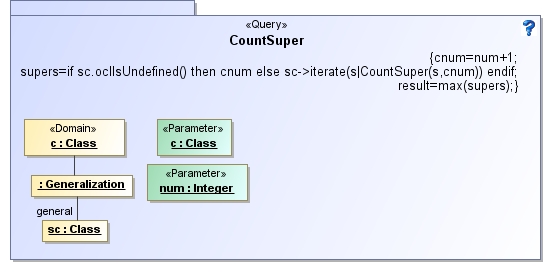 «Query»
CountSuper
{cnum=num+1;
supers=if sc.oclIsUndefined() then cnum else sc->iterate(s|CountSuper(s,cnum)) endif;
result=max(supers);}
«Domain»
c : Class
«Parameter»
c : Class
: Generalization
«Parameter»
num : Integer
general
sc : Class
?